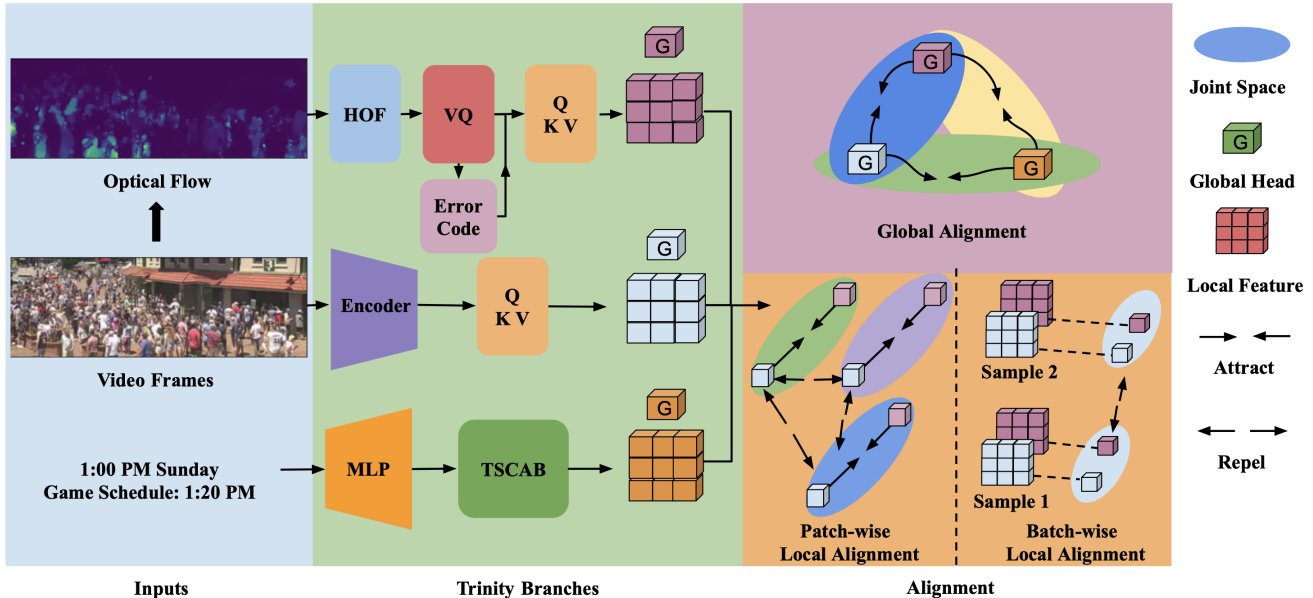 Optical Flow
Video Frames
1:00 PM Sunday
Game Schedule: 1:20 PM
Inputs
HOF
VQ
Error
Code
Q
K V
G
Encoder
Q
K V
G
MLP
TSCAB
G
Trinity Branches
G
G
G
Global Alignment
Patch-wise
Local Alignment
Sample 2
Sample 1
Batch-wise
Local Alignment
Alignment
Joint Space
G
Global Head
Local Feature
Attract
Repel